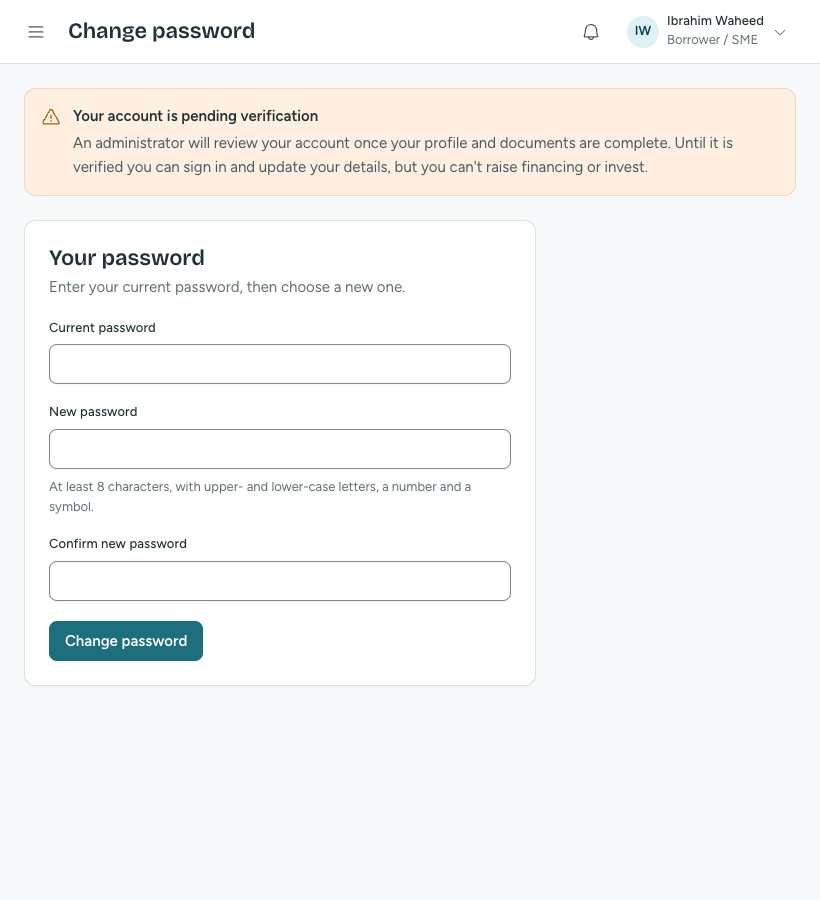 Change password
IW
Ibrahim Waheed
Borrower / SME
Your account is pending verification
An administrator will review your account once your profile and documents are complete. Until it is
verified you can sign in and update your details, but you can't raise financing or invest.
Your password
Enter your current password, then choose a new one.
Current password
New password
At least 8 characters, with upper- and lower-case letters, a number and a
symbol.
Confirm new password
Change password